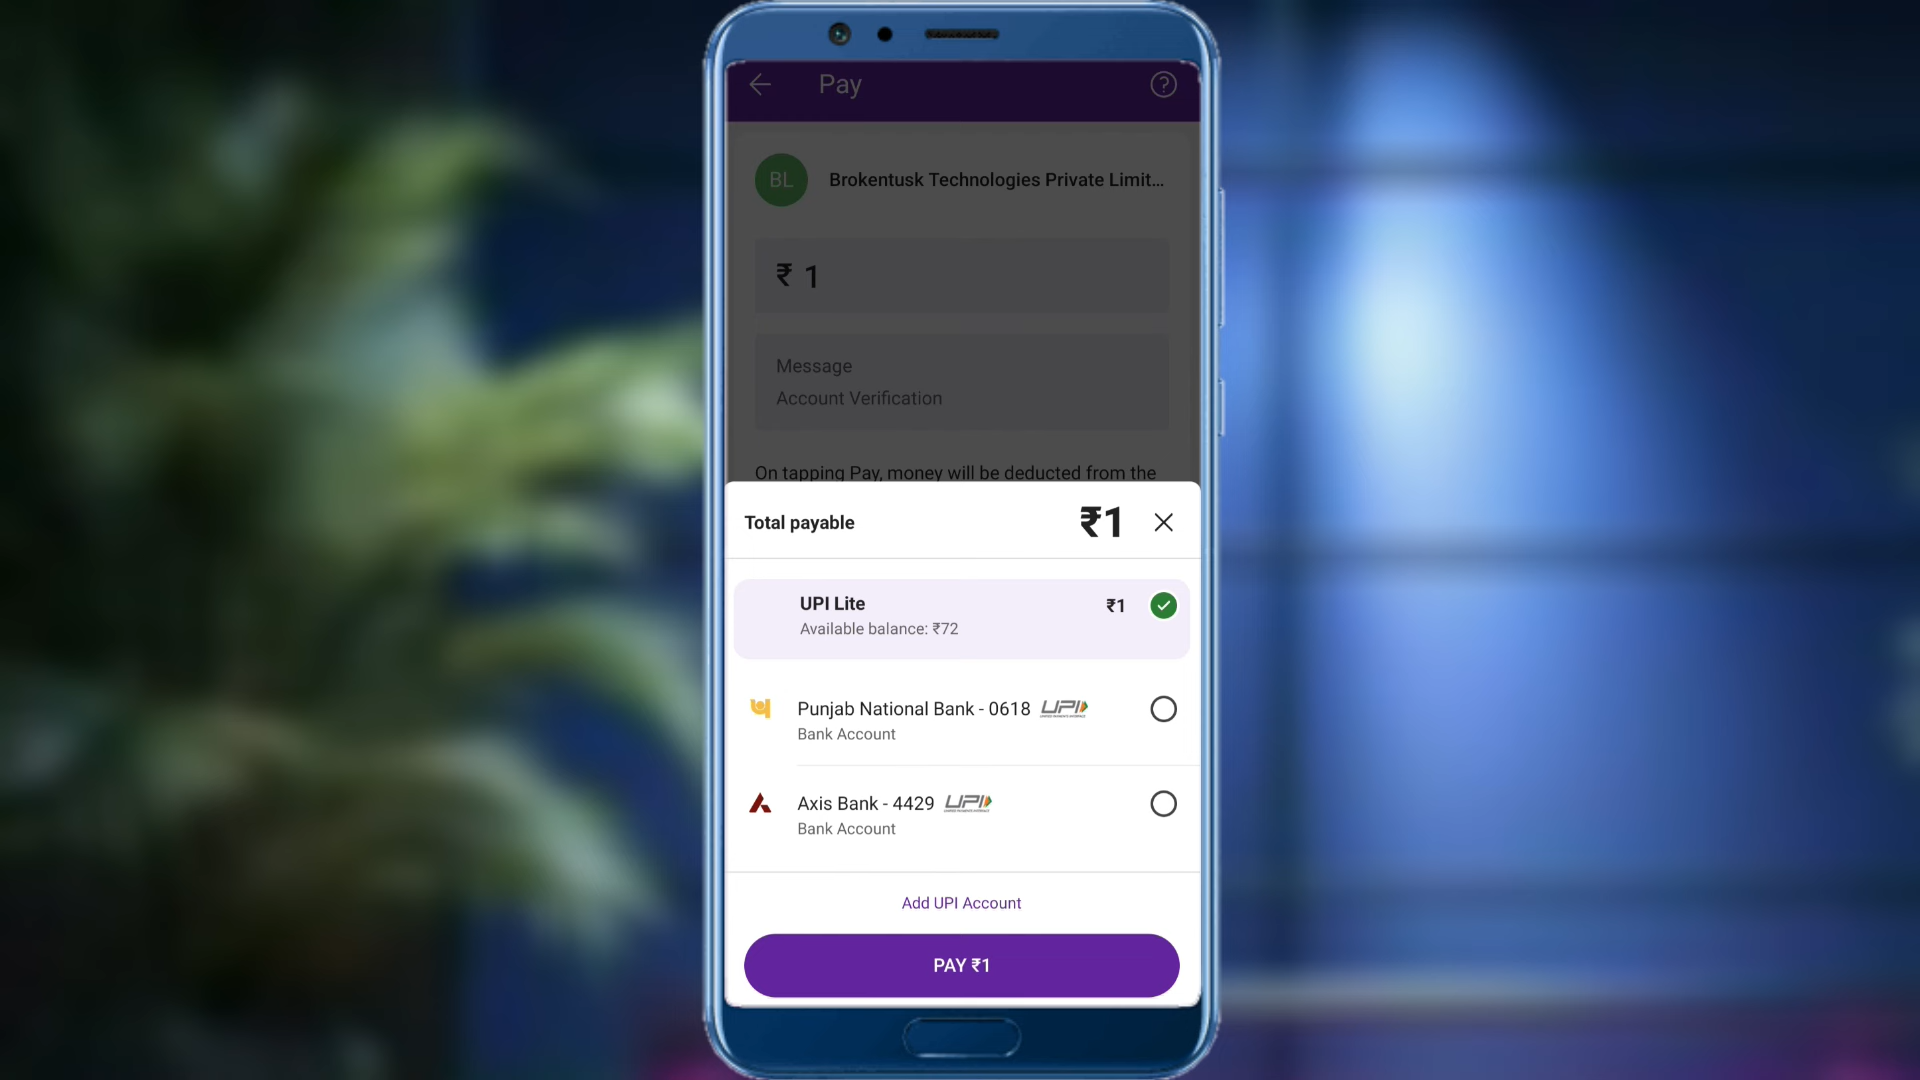 Pay
BL
Brokentusk Technologies Private Limit...
₹ 1
Message
Account Verification
On tapping Pay, money will be deducted from the
Total payable ₹1
UPI Lite ₹1
Available balance: ₹72
Punjab National Bank - 0618 UPI
Bank Account
Axis Bank - 4429 UPI
Bank Account
Add UPI Account
PAY ₹1